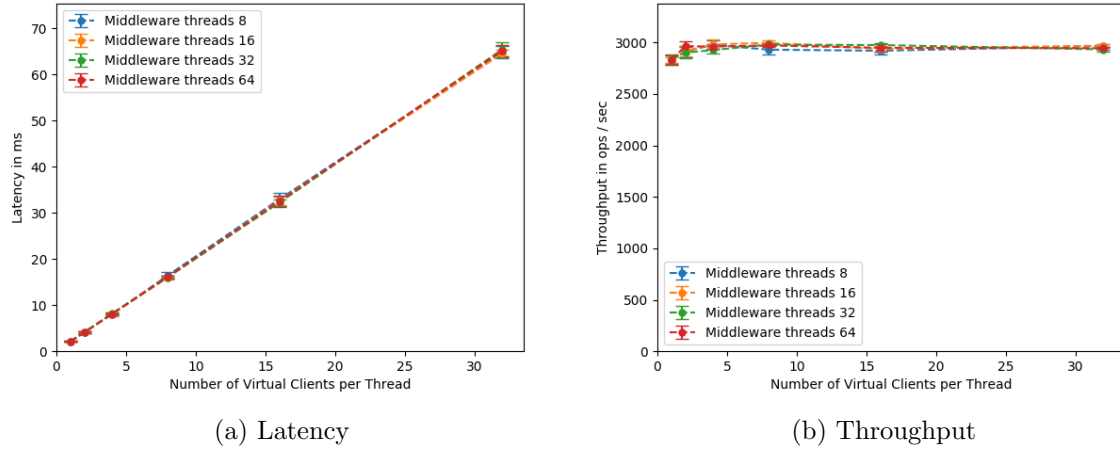 70
60
50
40
30
20
10
0
Latency in ms
Middleware threads 8
Middleware threads 16
Middleware threads 32
Middleware threads 64
0 5 10 15 20 25 30
Number of Virtual Clients per Thread
(a) Latency
3000
2500
2000
1500
1000
500
0
Throughput in ops / sec
Middleware threads 8
Middleware threads 16
Middleware threads 32
Middleware threads 64
0 5 10 15 20 25 30
Number of Virtual Clients per Thread
(b) Throughput